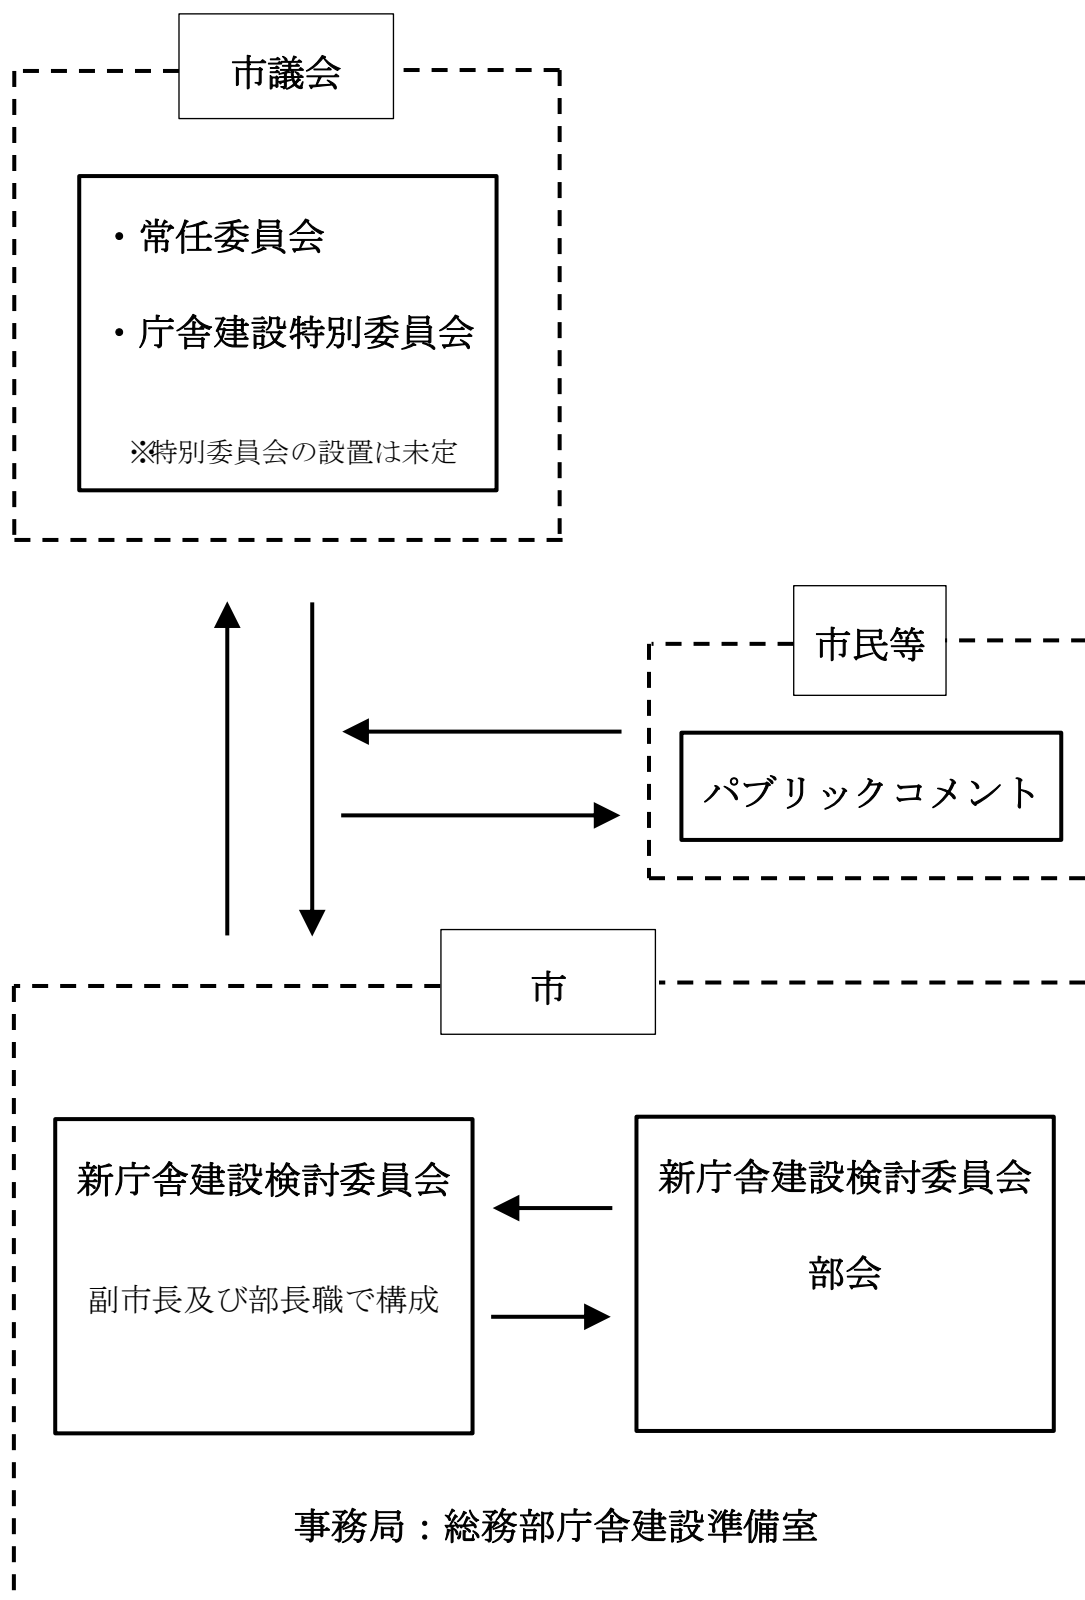 市議会
・常任委員会
・庁舎建設特別委員会
※特別委員会の設置は未定
市民等
パブリックコメント
市
新庁舎建設検討委員会
副市長及び部長職で構成
新庁舎建設検討委員会
部会
事務局：総務部庁舎建設準備室